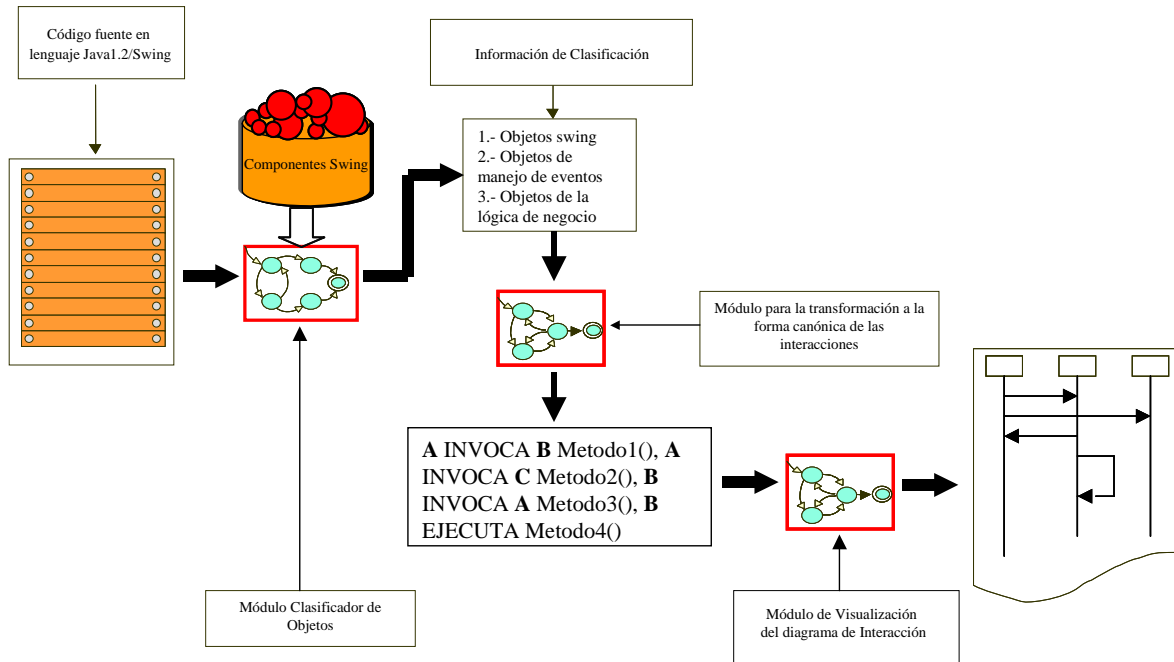 Código fuente en
lenguaje Java1.2/Swing
Información de Clasificación
Componentes Swing
1.- Objetos swing
2.- Objetos de
manejo de eventos
3.- Objetos de la
lógica de negocio
Módulo para la transformación a la
forma canónica de las
interacciones
A INVOCA B Metodo1(), A
INVOCA C Metodo2(), B
INVOCA A Metodo3(), B
EJECUTA Metodo4()
Módulo Clasificador de
Objetos
Módulo de Visualización
del diagrama de Interacción